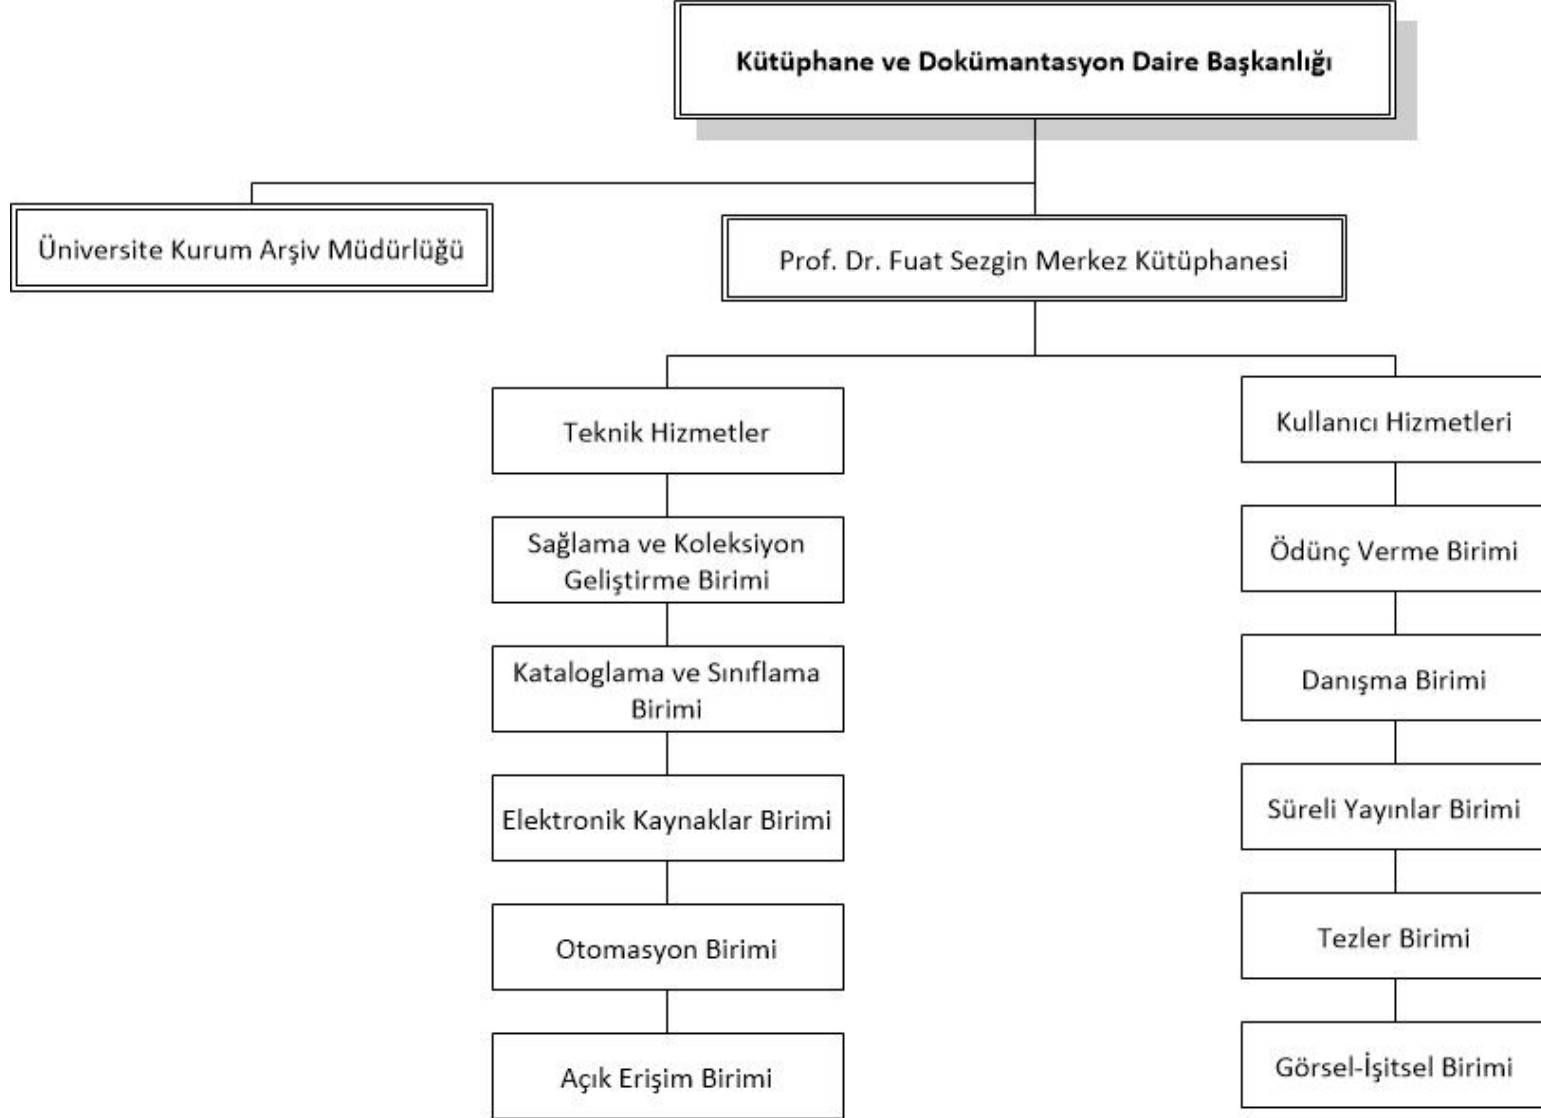 Kütüphane ve Dokümantasyon Daire Başkanlığı
Üniversite Kurum Arşiv Müdürlüğü
Prof. Dr. Fuat Sezgin Merkez Kütüphanesi
Teknik Hizmetler
Sağlama ve Koleksiyon
Geliştirme Birimi
Kataloglama ve Sınıflama
Birimi
Elektronik Kaynaklar Birimi
Otomasyon Birimi
Açık Erişim Birimi
Kullanıcı Hizmetleri
Ödünç Verme Birimi
Danışma Birimi
Süreli Yayınlar Birimi
Tezler Birimi
Görsel-İşitsel Birimi